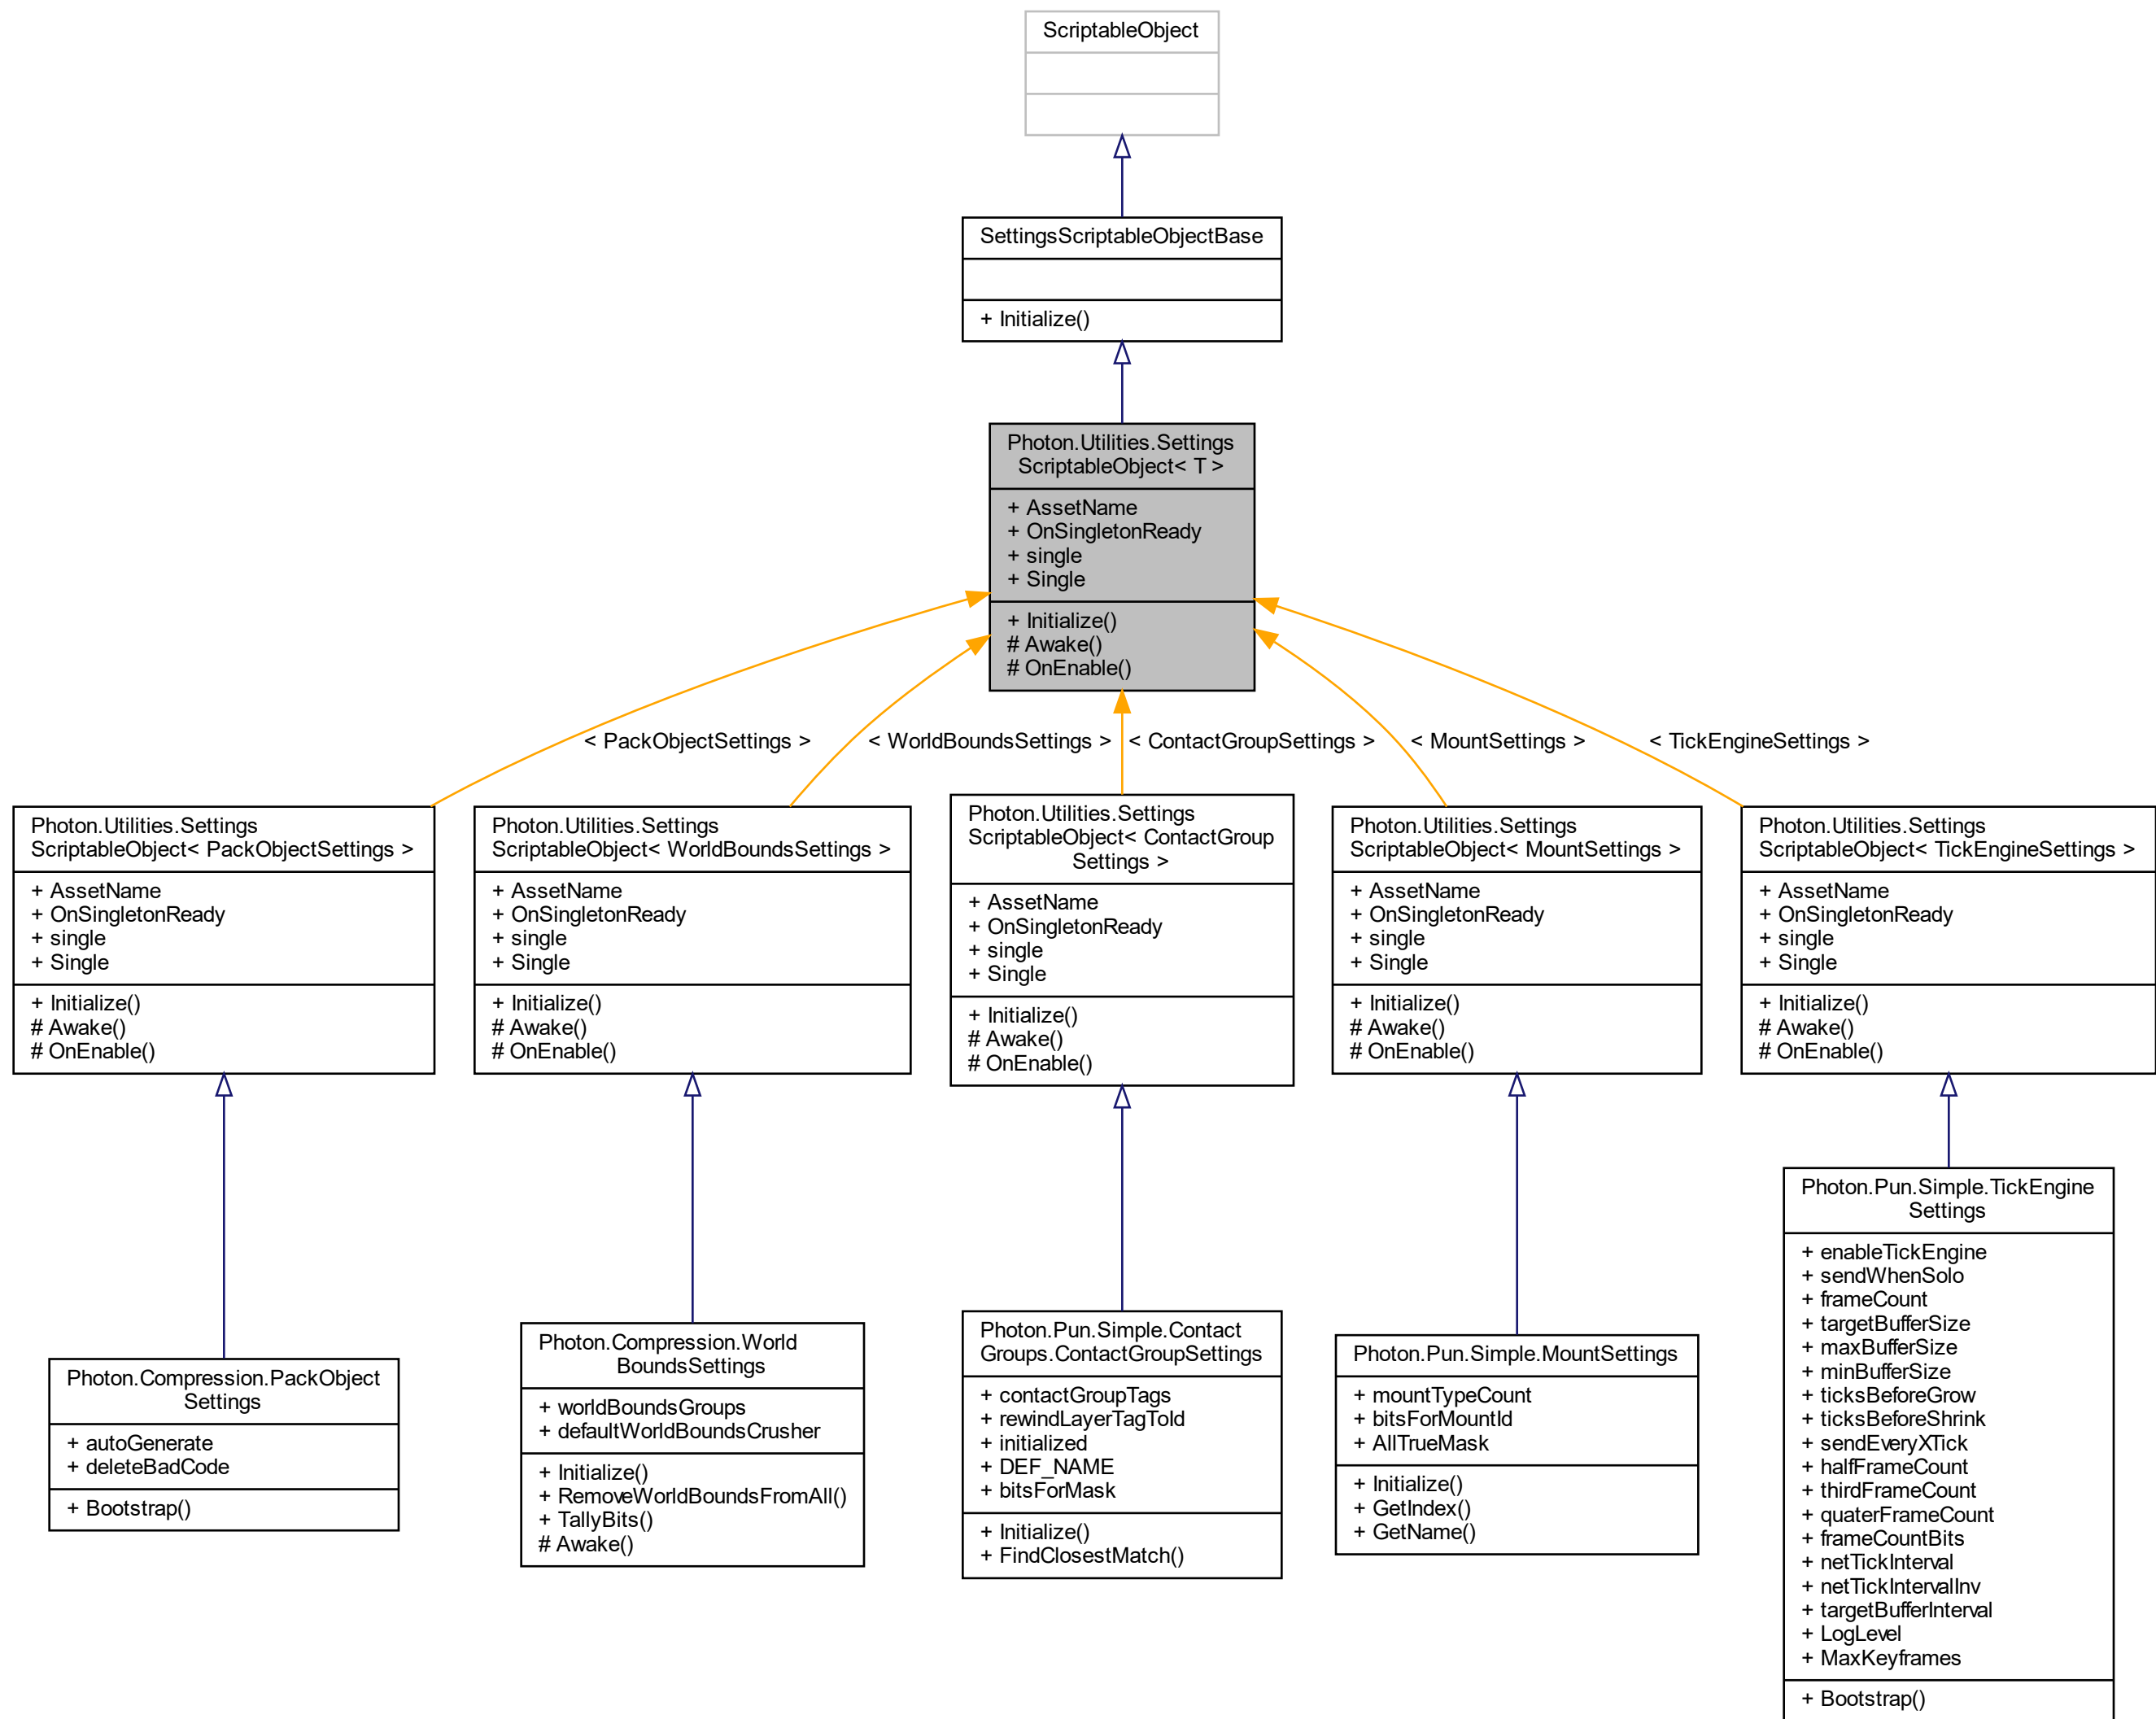 ScriptableObject
SettingsScriptableObjectBase
+ Initialize()
Photon.Utilities.Settings
ScriptableObject< T >
+ AssetName
+ OnSingletonReady
+ single
+ Single
+ Initialize()
# Awake()
# OnEnable()
< PackObjectSettings >
< WorldBoundsSettings >
< ContactGroupSettings >
< MountSettings >
< TickEngineSettings >
Photon.Utilities.Settings
ScriptableObject< PackObjectSettings >
+ AssetName
+ OnSingletonReady
+ single
+ Single
+ Initialize()
# Awake()
# OnEnable()
Photon.Utilities.Settings
ScriptableObject< WorldBoundsSettings >
+ AssetName
+ OnSingletonReady
+ single
+ Single
+ Initialize()
# Awake()
# OnEnable()
Photon.Utilities.Settings
ScriptableObject< ContactGroup
Settings >
+ AssetName
+ OnSingletonReady
+ single
+ Single
+ Initialize()
# Awake()
# OnEnable()
Photon.Utilities.Settings
ScriptableObject< MountSettings >
+ AssetName
+ OnSingletonReady
+ single
+ Single
+ Initialize()
# Awake()
# OnEnable()
Photon.Utilities.Settings
ScriptableObject< TickEngineSettings >
+ AssetName
+ OnSingletonReady
+ single
+ Single
+ Initialize()
# Awake()
# OnEnable()
Photon.Compression.PackObject
Settings
+ autoGenerate
+ deleteBadCode
+ Bootstrap()
Photon.Compression.World
BoundsSettings
+ worldBoundsGroups
+ defaultWorldBoundsCrusher
+ Initialize()
+ RemoveWorldBoundsFromAll()
+ TallyBits()
# Awake()
Photon.Pun.Simple.Contact
Groups.ContactGroupSettings
+ contactGroupTags
+ rewindLayerTagToId
+ initialized
+ DEF_NAME
+ bitsForMask
+ Initialize()
+ FindClosestMatch()
Photon.Pun.Simple.MountSettings
+ mountTypeCount
+ bitsForMountId
+ AllTrueMask
+ Initialize()
+ GetIndex()
+ GetName()
Photon.Pun.Simple.TickEngine
Settings
+ enableTickEngine
+ sendWhenSolo
+ frameCount
+ targetBufferSize
+ maxBufferSize
+ minBufferSize
+ ticksBeforeGrow
+ ticksBeforeShrink
+ sendEveryXTick
+ halfFrameCount
+ thirdFrameCount
+ quaterFrameCount
+ frameCountBits
+ netTickInterval
+ netTickIntervalInv
+ targetBufferInterval
+ LogLevel
+ MaxKeyframes
+ Bootstrap()